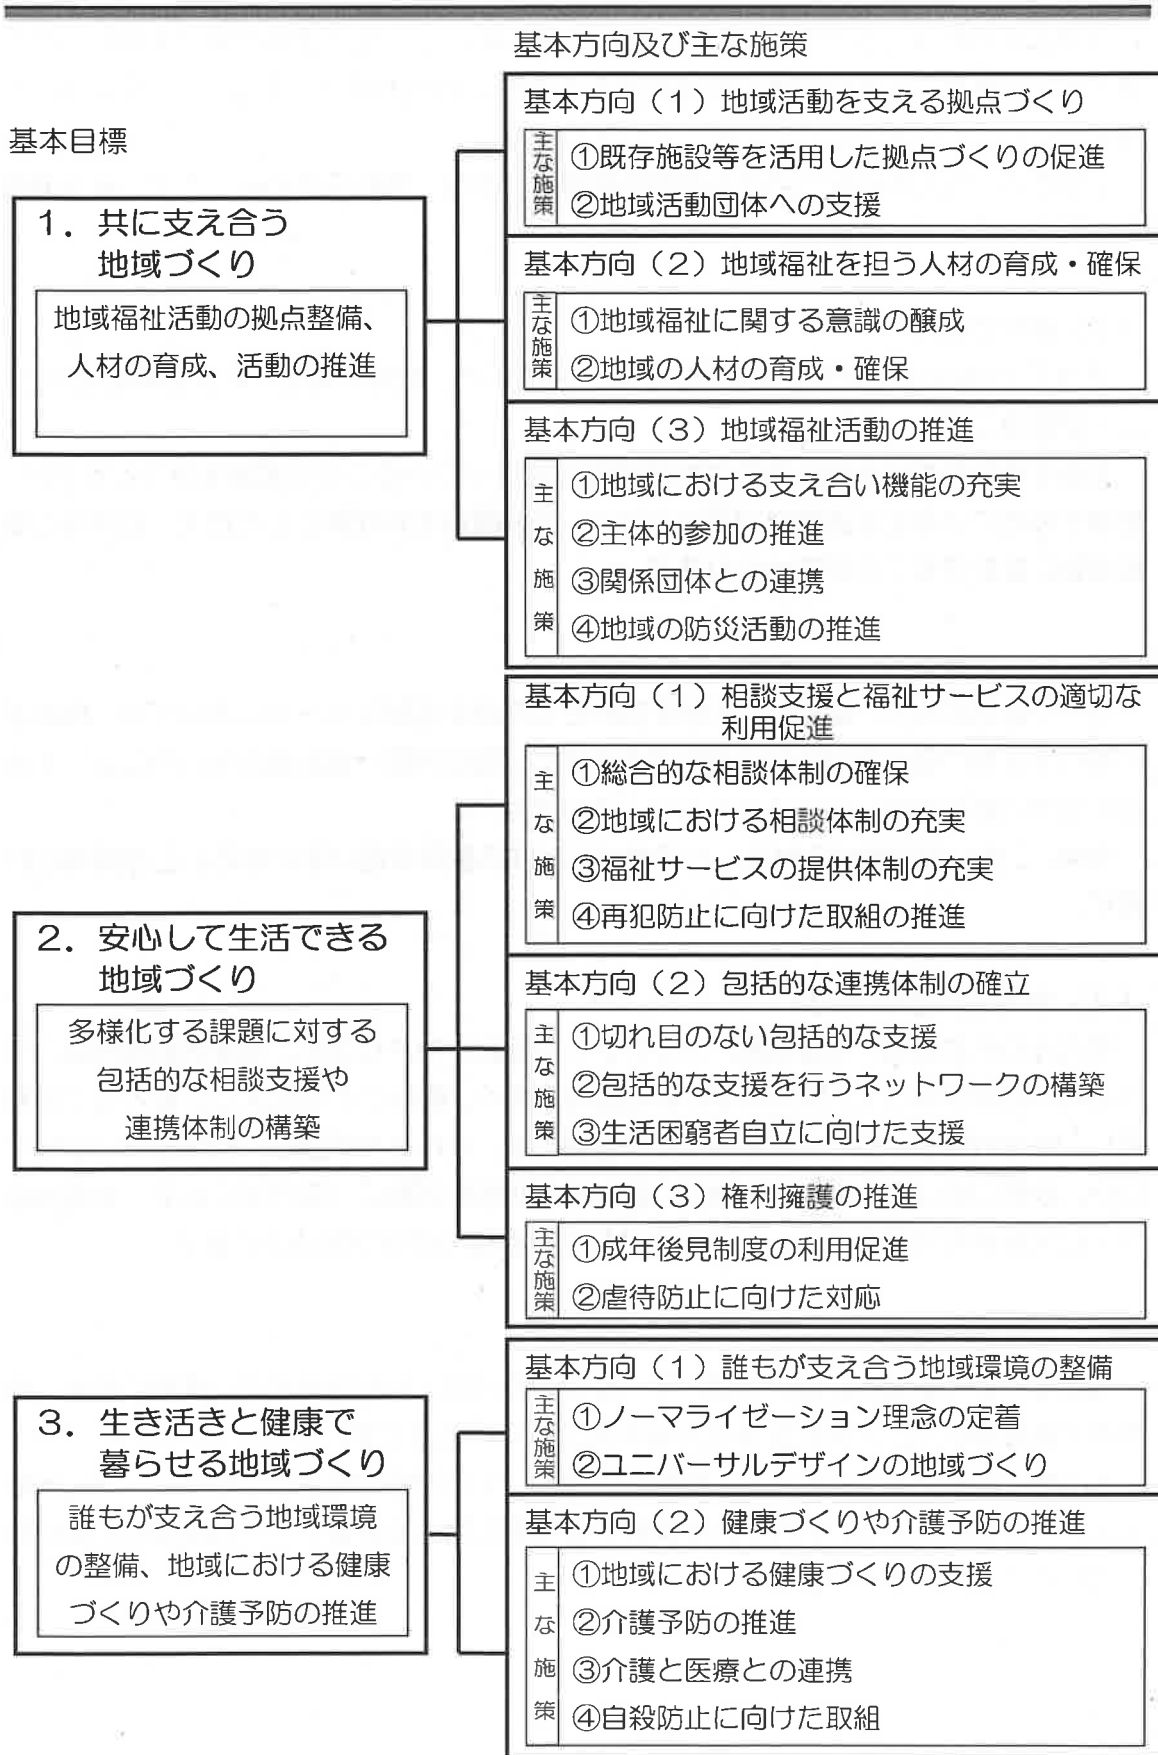 基本方向及び主な施策
基本目標
1．共に支え合う
地域づくり
地域福祉活動の拠点整備、
人材の育成、活動の推進
基本方向（1）地域活動を支える拠点づくり
主な施策
①既存施設等を活用した拠点づくりの促進
②地域活動団体への支援
基本方向（2）地域福祉を担う人材の育成・確保
主な施策
①地域福祉に関する意識の醸成
②地域の人材の育成・確保
基本方向（3）地域福祉活動の推進
主な施策
①地域における支え合い機能の充実
②主体的参加の推進
③関係団体との連携
④地域の防災活動の推進
2．安心して生活できる
地域づくり
多様化する課題に対する
包括的な相談支援や
連携体制の構築
基本方向（1）相談支援と福祉サービスの適切な
利用促進
主な施策
①総合的な相談体制の確保
②地域における相談体制の充実
③福祉サービスの提供体制の充実
④再犯防止に向けた取組の推進
基本方向（2）包括的な連携体制の確立
主な施策
①切れ目のない包括的な支援
②包括的な支援を行うネットワークの構築
③生活困窮者自立に向けた支援
基本方向（3）権利擁護の推進
主な施策
①成年後見制度の利用促進
②虐待防止に向けた対応
3．生き活きと健康で
暮らせる地域づくり
誰もが支え合う地域環境
の整備、地域における健康
づくりや介護予防の推進
基本方向（1）誰もが支え合う地域環境の整備
主な施策
①ノーマライゼーション理念の定着
②ユニバーサルデザインの地域づくり
基本方向（2）健康づくりや介護予防の推進
主な施策
①地域における健康づくりの支援
②介護予防の推進
③介護と医療との連携
④自殺防止に向けた取組